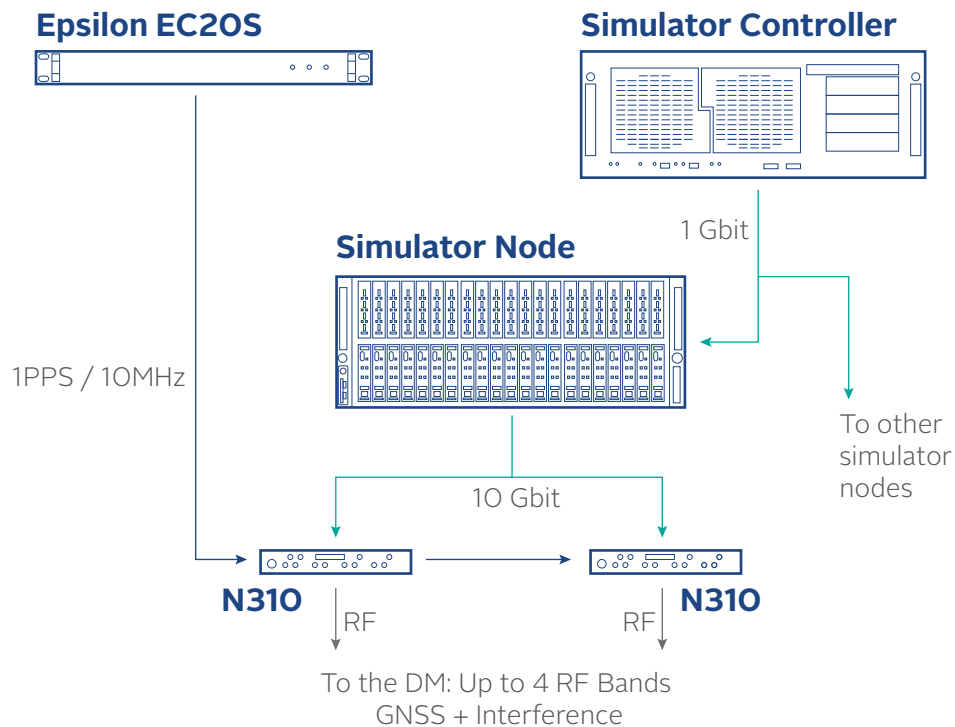 Epsilon EC20S
Simulator Controller
1 Gbit
Simulator Node
1PPS / 10MHz
To other
simulator
nodes
10 Gbit
N310
N310
RF
RF
To the DM: Up to 4 RF Bands
GNSS + Interference